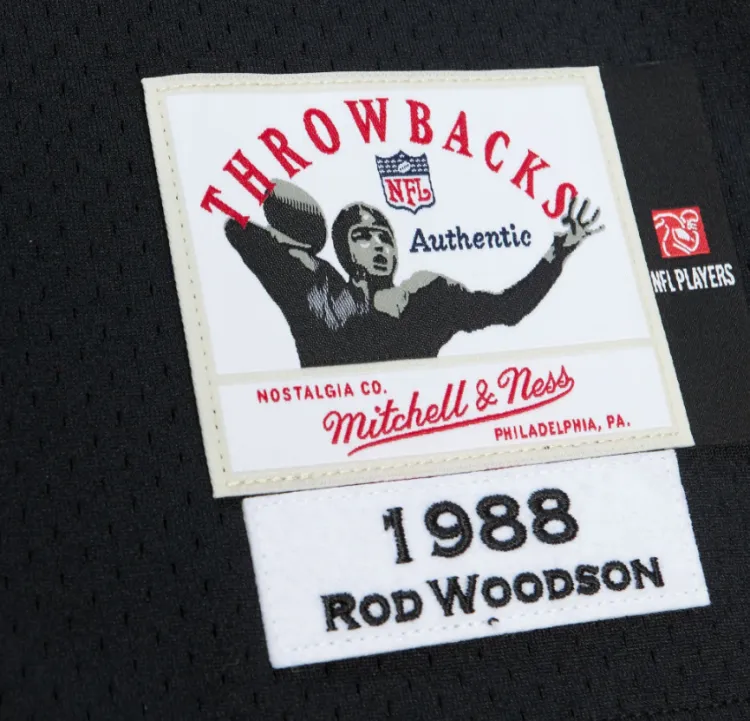 THROWBACKS
NFL
Authentic
NFL PLAYERS
NOSTALGIA CO.
Mitchell & Ness
PHILADELPHIA, PA.
1988
ROD WOODSON